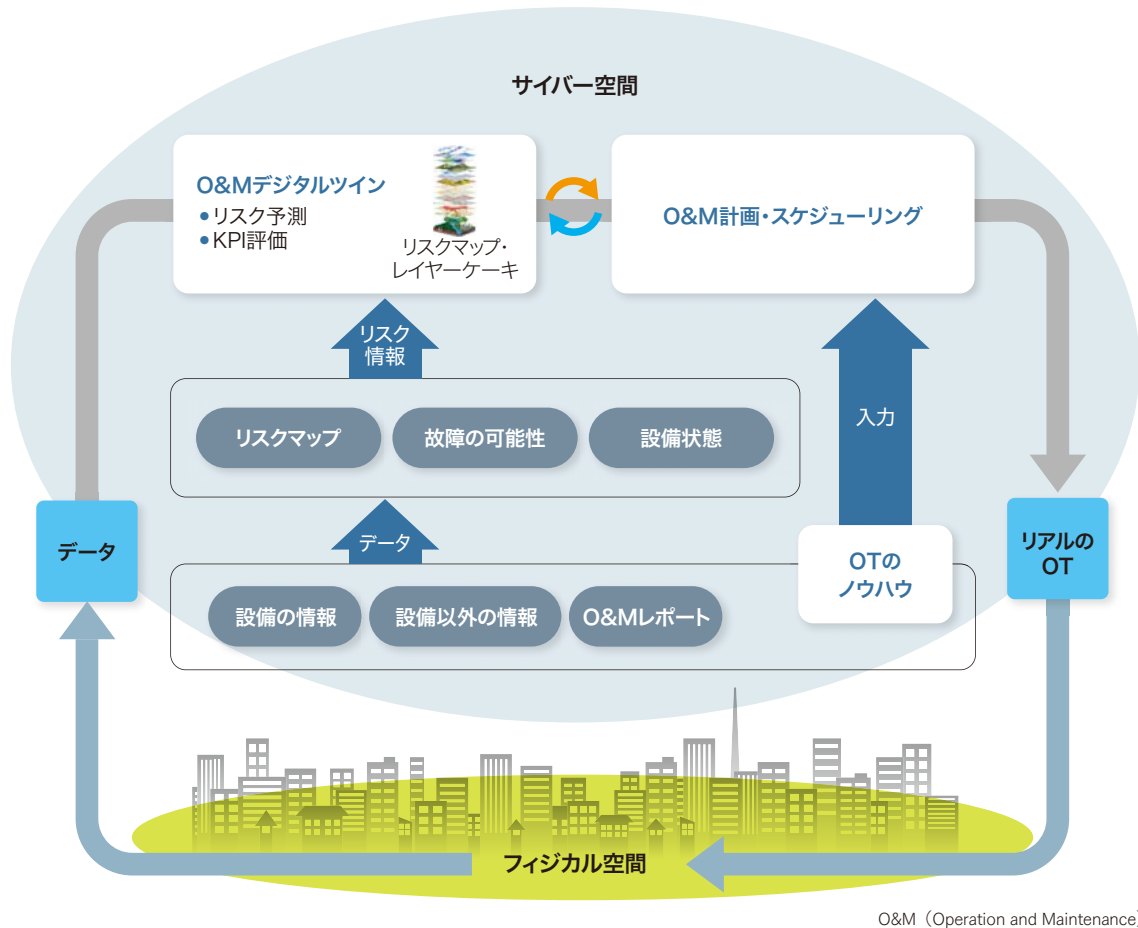 サイバー空間
O&Mデジタルツイン
•リスク予測
•KPI評価
リスクマップ・
レイヤーケーキ
O&M計画・スケジューリング
リスク
情報
リスクマップ
故障の可能性
設備状態
入力
データ
データ
リアルの
OT
OTの
ノウハウ
設備の情報
設備以外の情報
O&Mレポート
フィジカル空間
O&M（Operation and Maintenance）